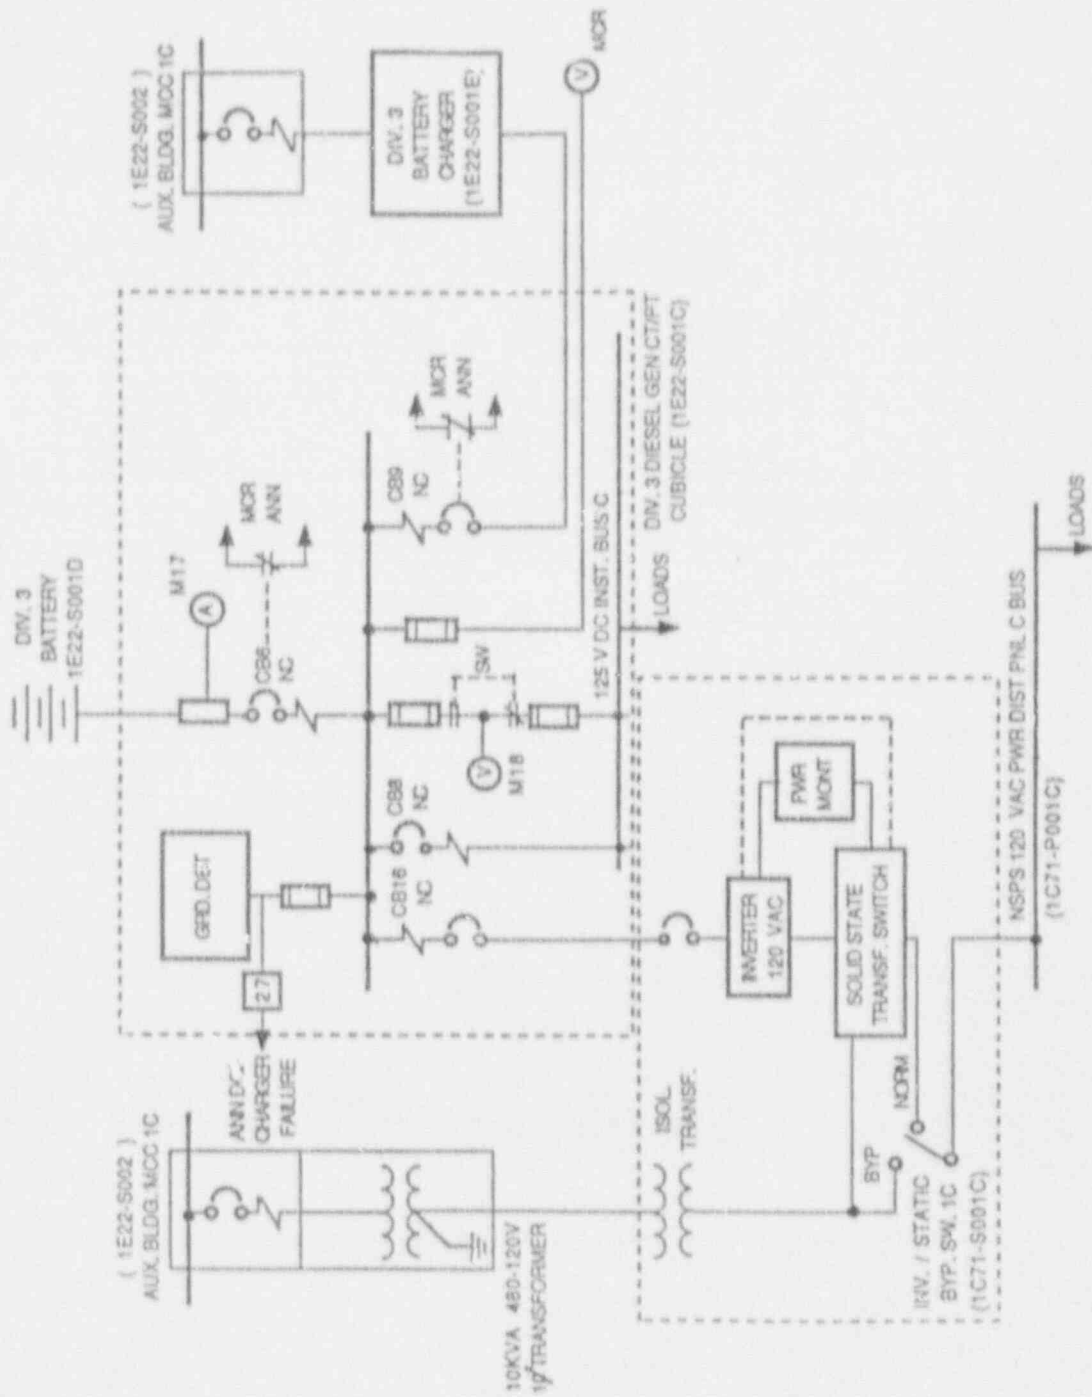 ( 1E22-S002 )
AUX. BLDG. MCC 1C
DIV. 3
BATTERY
CHARGER
(1E22-S001E)
V
MCR
DIV. 3
BATTERY
1E22-S001D
M17
A
MCR
ANN
CB6
NC
CB9
NC
MCR
ANN
GRD. DET
27
ANN DC
CHARGER
FAILURE
CB16
NC
CB8
NC
V
M18
SW
125 V DC INST. BUS C
LOADS
DIV. 3 DIESEL GEN CT/PT
CUBICLE (1E22-S001C)
( 1E22-S002 )
AUX. BLDG. MCC 1C
10KVA 480-120V
1Ø TRANSFORMER
ISOL.
TRANSF.
INVERTER
120 VAC
PWR
MONT
SOLID STATE
TRANSF. SWITCH
BYP
NORM
INV. / STATIC
BYP. SW. 1C
(1C71-S001C)
NSPS 120 VAC PWR DIST PNL C BUS
(1C71-P001C)
LOADS